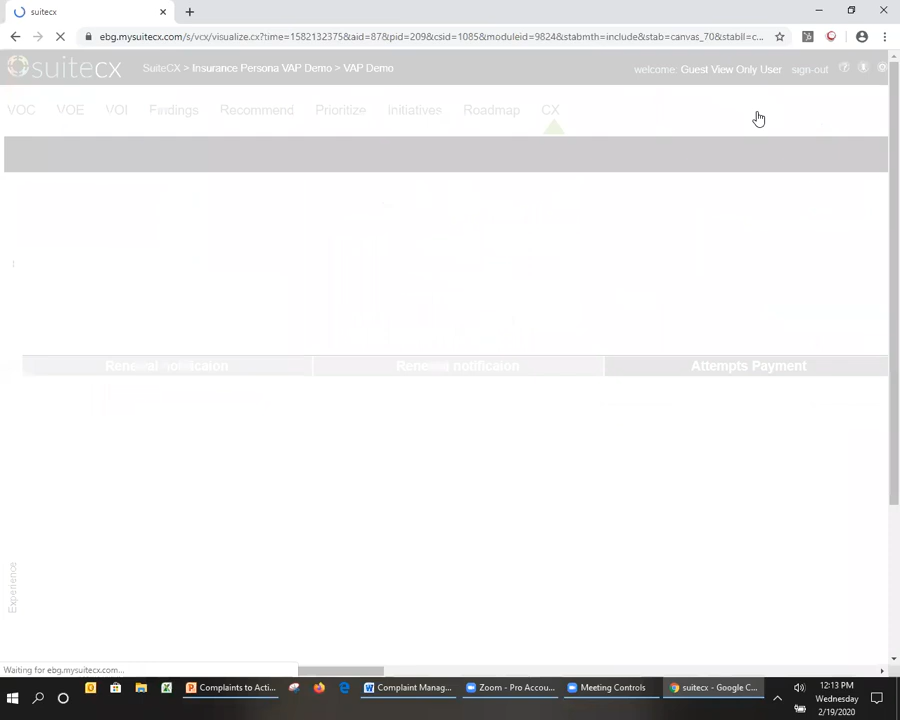 suitecx
ebg.mysuitecx.com/s/vcx/visualize.cx?time=1582132375&aid=87&pid=209&csid=1085&moduleid=9824&stabmth=include&stab=canvas_70&stabll=c...
suitecx
SuiteCX > Insurance Persona VAP Demo > VAP Demo
welcome: Guest View Only User
sign-out
VOC VOE VOI Findings Recommend Prioritize Initiatives Roadmap CX
Renewal notificaion
Renewal notificaion
Attempts Payment
Experience
Waiting for ebg.mysuitecx.com...
Complaints to Acti...
Complaint Manag...
Zoom - Pro Accou...
Meeting Controls
suitecx - Google C...
12:13 PM
Wednesday
2/19/2020